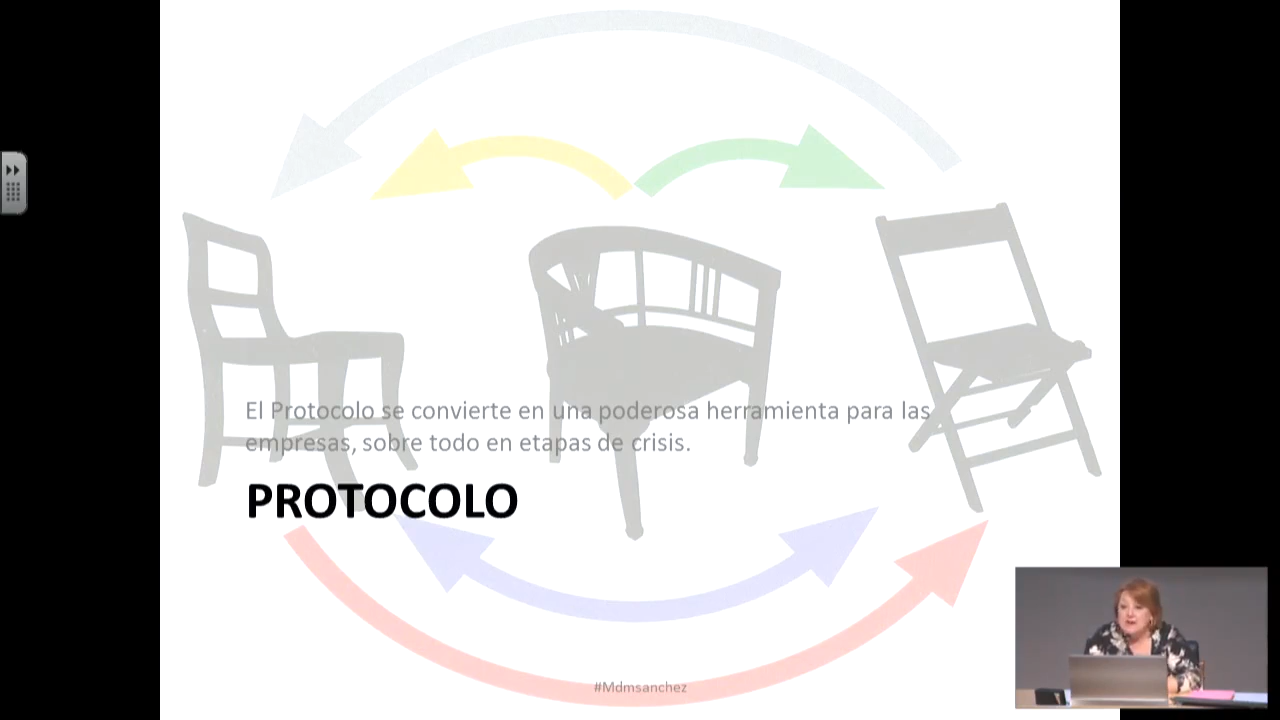 El Protocolo se convierte en una poderosa herramienta para las
empresas, sobre todo en etapas de crisis.
PROTOCOLO
#Mdmsanchez